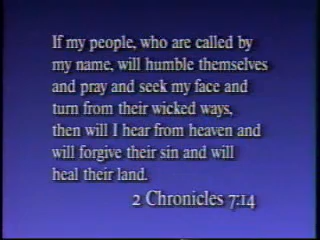 If my people, who are called by
my name, will humble themselves
and pray and seek my face and
turn from their wicked ways,
then will I hear from heaven and
will forgive their sin and will
heal their land.
2 Chronicles 7:14